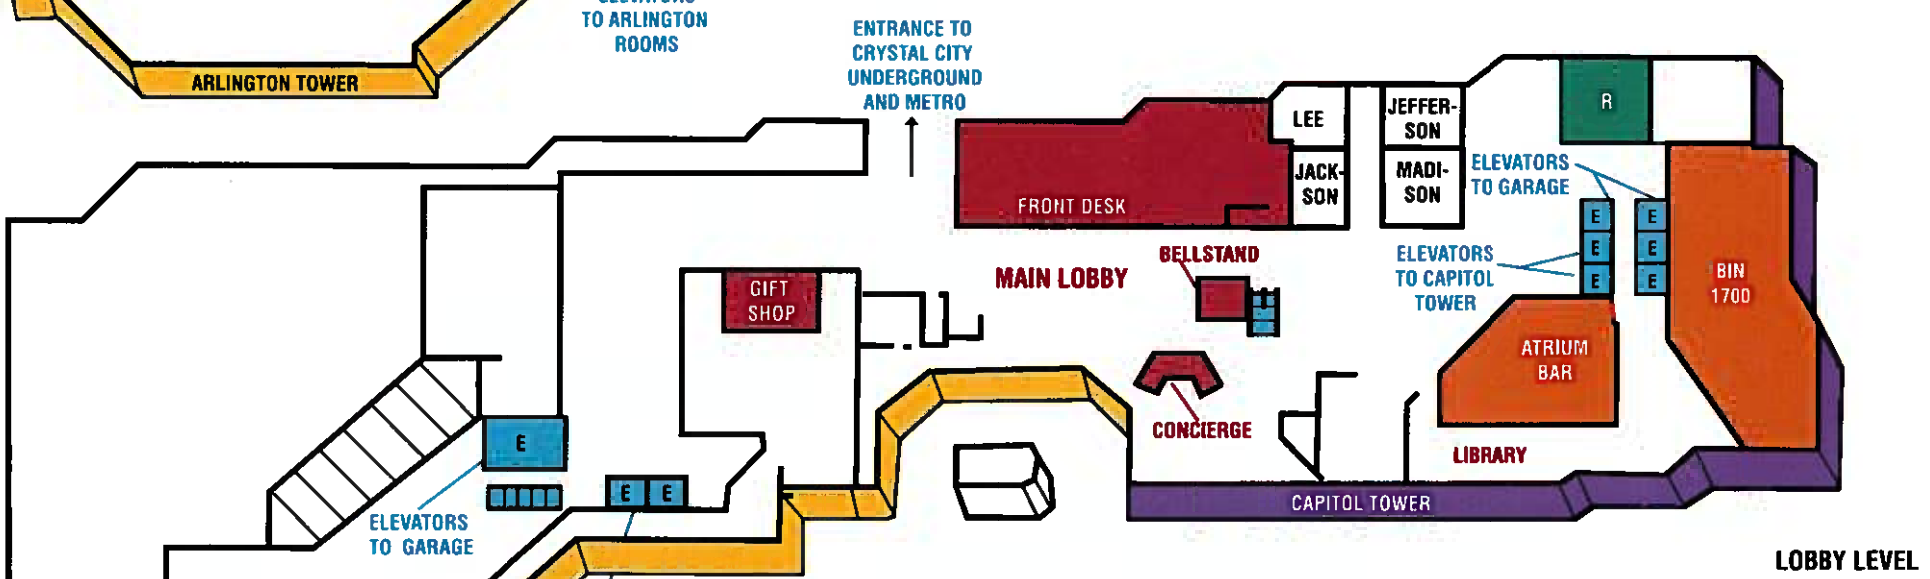 TO ARLINGTON
ROOMS
ARLINGTON TOWER
ENTRANCE TO
CRYSTAL CITY
UNDERGROUND
AND METRO
LEE
JEFFER-
SON
JACK-
SON
MADI-
SON
R
ELEVATORS
TO GARAGE
FRONT DESK
BELLSTAND
MAIN LOBBY
GIFT
SHOP
ELEVATORS
TO CAPITOL
TOWER
E
E
E
E
E
E
BIN
1700
ATRIUM
BAR
CONCIERGE
LIBRARY
E
E
E
ELEVATORS
TO GARAGE
CAPITOL TOWER
LOBBY LEVEL